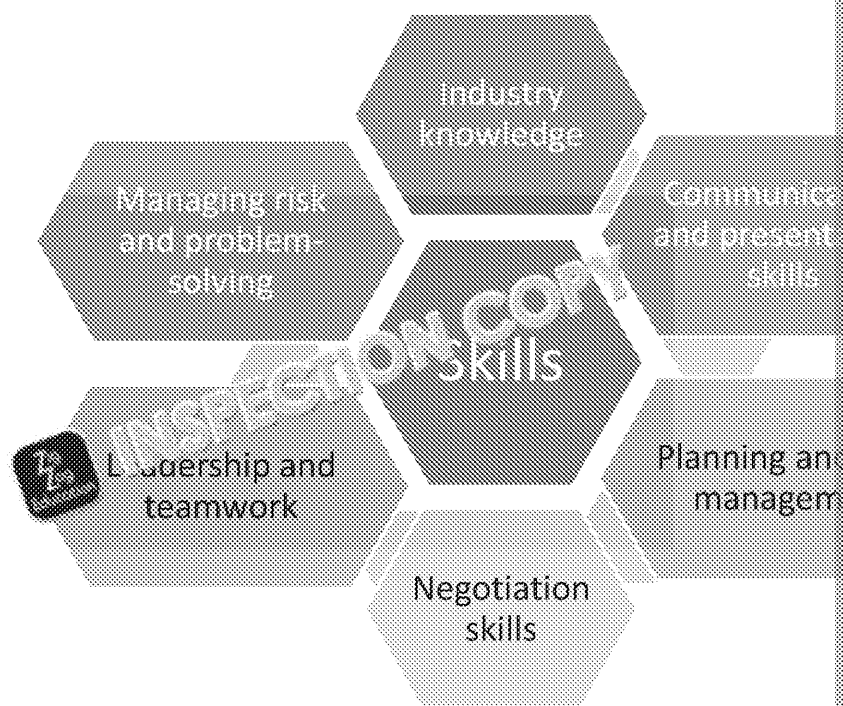 Industry
knowledge
Managing risk
and problem-
solving
Communica
and present
skills
Skills
INSPECTION COPY
Leadership and
teamwork
Planning an
managem
Negotiation
skills